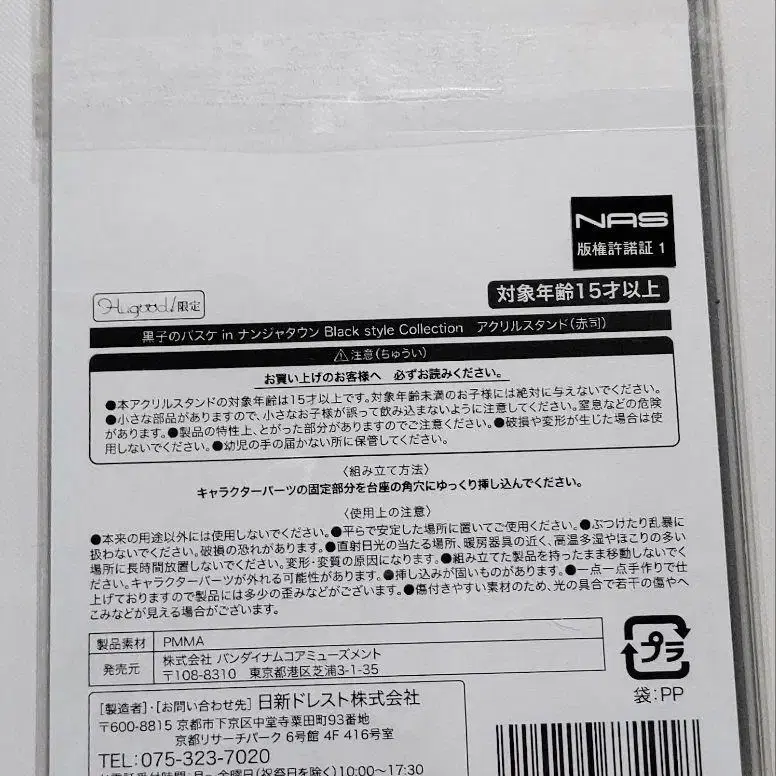 NAS
版権許諾証 1
Hugood!限定
対象年齢15才以上
黒子のバスケ in ナンジャタウン Black style Collection アクリルスタンド(赤司)
⚠注意(ちゅうい)
お買い上げのお客様へ 必ずお読みください。
●本アクリルスタンドの対象年齢は15才以上です。対象年齢未満のお子様には絶対に与えないでください。
●小さな部品がありますので、小さなお子様が誤って飲み込まないように注意してください。窒息などの危険
があります。●製品の特性上、とがった部分がありますのでご注意ください。●破損や変形が生じた場合は使
用しないでください。●幼児の手の届かない所に保管してください。
〈組み立て方法〉
キャラクターパーツの固定部分を台座の角穴にゆっくり挿し込んでください。
〈使用上の注意〉
●本来の用途以外には使用しないでください。●平らで安定した場所に置いてご使用ください。●ぶつけたり乱暴に
扱わないでください。破損の恐れがあります。●直射日光の当たる場所、暖房器具の近く、高温多湿やほこりの多い
場所に長時間放置しないでください。変形・変質の原因になります。●組み立てた製品を持ったまま移動しないでく
ださい。キャラクターパーツが外れる可能性があります。●挿し込みが固いものがあります。●一点一点手作りで仕
上げておりますので製品には多少の歪みなどがございます。●傷付きやすい素材のため、光の具合で若干の傷やへ
こみなどが見える場合がございます。
製品素材 PMMA
発売元 株式会社 バンダイナムコアミューズメント
〒108-8310 東京都港区芝浦3-1-35
プラ
袋:PP
[製造者]・[お問い合わせ先] 日新ドレスト株式会社
〒600-8815 京都市下京区中堂寺粟田町93番地
京都リサーチパーク 6号館 4F 416号室
TEL:075-323-7020
お電話受付時間:月~金曜日(祝祭日を除く)10:00~17:30